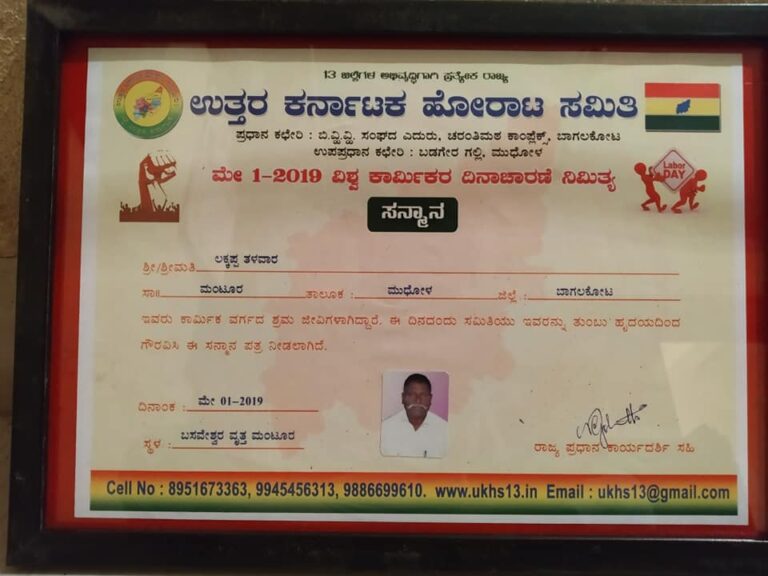 13 ಜಿಲ್ಲೆಗಳ ಅಭಿವೃದ್ಧಿಗಾಗಿ ಪ್ರತ್ಯೇಕ ರಾಜ್ಯ
ಉತ್ತರ ಕರ್ನಾಟಕ ಹೋರಾಟ ಸಮಿತಿ
ಪ್ರಧಾನ ಕಛೇರಿ : ಬಿ.ವ್ಹಿ.ವ್ಹಿ. ಸಂಘದ ಎದುರು, ಚರಂತಿಮಠ ಕಾಂಪ್ಲೆಕ್ಸ್, ಬಾಗಲಕೋಟ
ಉಪಪ್ರಧಾನ ಕಛೇರಿ : ಬಡಗೇರ ಗಲ್ಲಿ, ಮುಧೋಳ
ಮೇ 1-2019 ವಿಶ್ವ ಕಾರ್ಮಿಕರ ದಿನಾಚಾರಣೆ ನಿಮಿತ್ಯ
Labor
DAY
ಸನ್ಮಾನ
ಶ್ರೀ/ಶ್ರೀಮತಿ ಲಕ್ಕಪ್ಪ ತಳವಾರ
ಸಾ॥ ಮಂಟೂರ ತಾಲೂಕ : ಮುಧೋಳ ಜಿಲ್ಲೆ : ಬಾಗಲಕೋಟ
ಇವರು ಕಾರ್ಮಿಕ ವರ್ಗದ ಶ್ರಮ ಜೀವಿಗಳಾಗಿದ್ದಾರೆ. ಈ ದಿನದಂದು ಸಮಿತಿಯು ಇವರನ್ನು ತುಂಬು ಹೃದಯದಿಂದ
ಗೌರವಿಸಿ ಈ ಸನ್ಮಾನ ಪತ್ರ ನೀಡಲಾಗಿದೆ.
ದಿನಾಂಕ : ಮೇ 01-2019
ಸ್ಥಳ : ಬಸವೇಶ್ವರ ವೃತ್ತ ಮಂಟೂರ
ರಾಜ್ಯ ಪ್ರಧಾನ ಕಾರ್ಯದರ್ಶಿ ಸಹಿ
Cell No : 8951673363, 9945456313, 9886699610. www.ukhs13.in Email : ukhs13@gmail.com